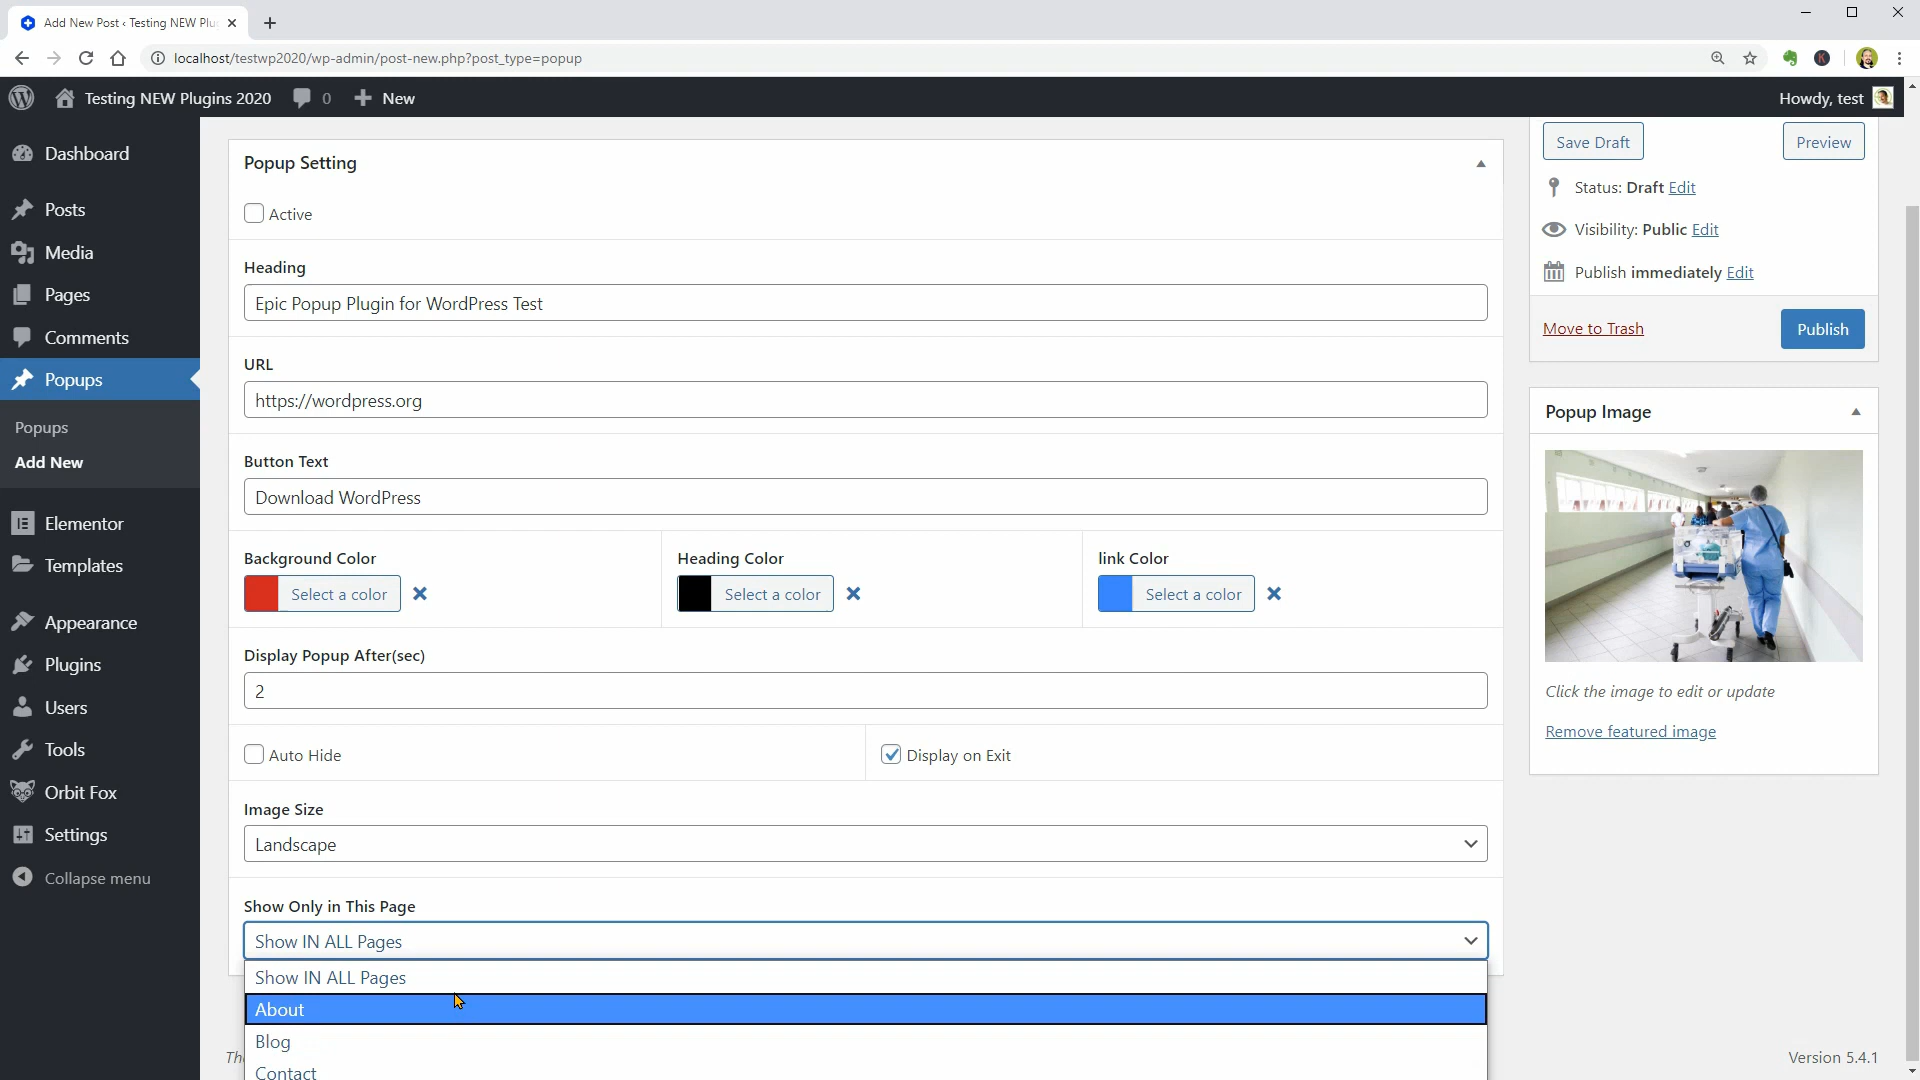 Add New Post ‹ Testing NEW Plu
localhost/testwp2020/wp-admin/post-new.php?post_type=popup
K
Testing NEW Plugins 2020
0
New
Howdy, test
Dashboard
Posts
Media
Pages
Comments
Popups
Popups
Add New
Elementor
Templates
Appearance
Plugins
Users
Tools
Orbit Fox
Settings
Collapse menu
Popup Setting
Active
Heading
Epic Popup Plugin for WordPress Test
URL
https://wordpress.org
Button Text
Download WordPress
Background Color
Select a color
Heading Color
Select a color
link Color
Select a color
Display Popup After(sec)
2
Auto Hide
Display on Exit
Image Size
Landscape
Show Only in This Page
Show IN ALL Pages
Show IN ALL Pages
About
Blog
Contact
Save Draft
Preview
Status: Draft Edit
Visibility: Public Edit
Publish immediately Edit
Move to Trash
Publish
Popup Image
Click the image to edit or update
Remove featured image
Version 5.4.1